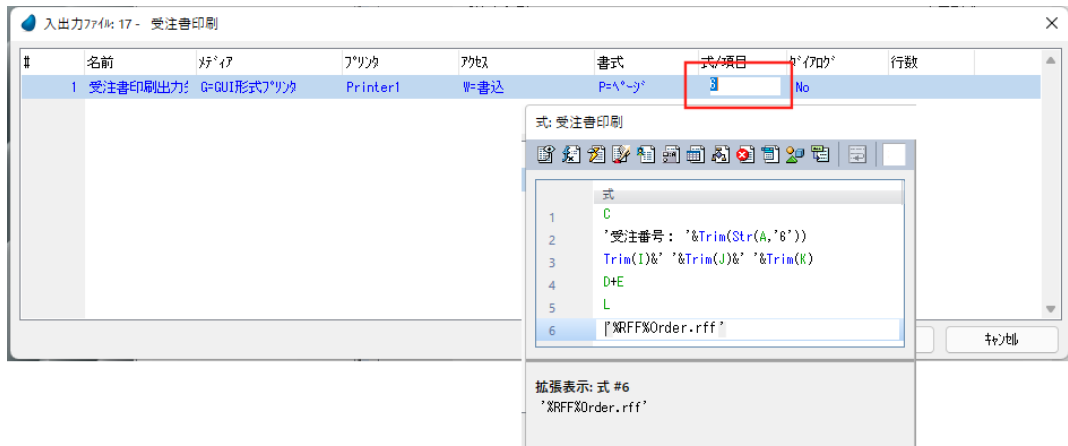 入出力ﾌｧｲﾙ: 17 - 受注書印刷
# 名前 ﾒﾃﾞｨｱ ﾌﾟﾘﾝﾀ ｱｸｾｽ 書式 式/項目 ﾀﾞｲｱﾛｸﾞ 行数
1 受注書印刷出力 G=GUI形式ﾌﾟﾘﾝﾀ Printer1 W=書込 P=ﾍﾟｰｼﾞ 6 No
式: 受注書印刷
式
1 C
2 '受注番号： '&Trim(Str(A,'6'))
3 Trim(I)&' '&Trim(J)&' '&Trim(K)
4 D+E
5 L
6 '%RFF%Order.rff'
ｷｬﾝｾﾙ
拡張表示: 式 #6
'%RFF%Order.rff'